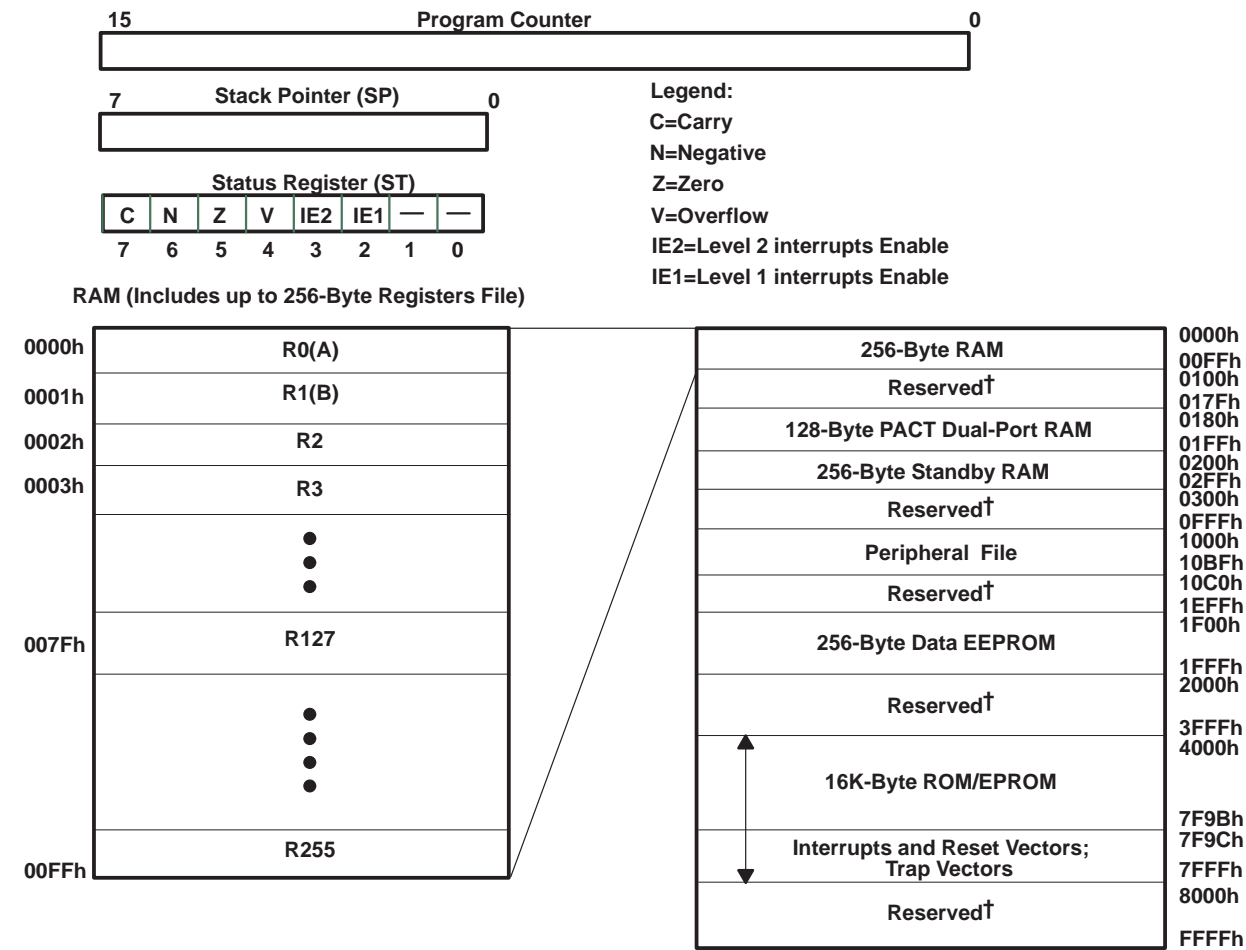 15 Program Counter 0
7 Stack Pointer (SP) 0
Legend:
C=Carry
N=Negative
Z=Zero
V=Overflow
IE2=Level 2 interrupts Enable
IE1=Level 1 interrupts Enable
Status Register (ST)
C N Z V IE2 IE1 — —
7 6 5 4 3 2 1 0
RAM (Includes up to 256-Byte Registers File)
0000h R0(A)
0001h R1(B)
0002h R2
0003h R3
007Fh R127
R255
00FFh
0000h
256-Byte RAM
00FFh
0100h
Reserved†
017Fh
0180h
128-Byte PACT Dual-Port RAM
01FFh
0200h
256-Byte Standby RAM
02FFh
0300h
Reserved†
0FFFh
1000h
Peripheral File
10BFh
10C0h
Reserved†
1EFFh
1F00h
256-Byte Data EEPROM
1FFFh
2000h
Reserved†
3FFFh
4000h
16K-Byte ROM/EPROM
7F9Bh
7F9Ch
Interrupts and Reset Vectors;
Trap Vectors
7FFFh
8000h
Reserved†
FFFFh